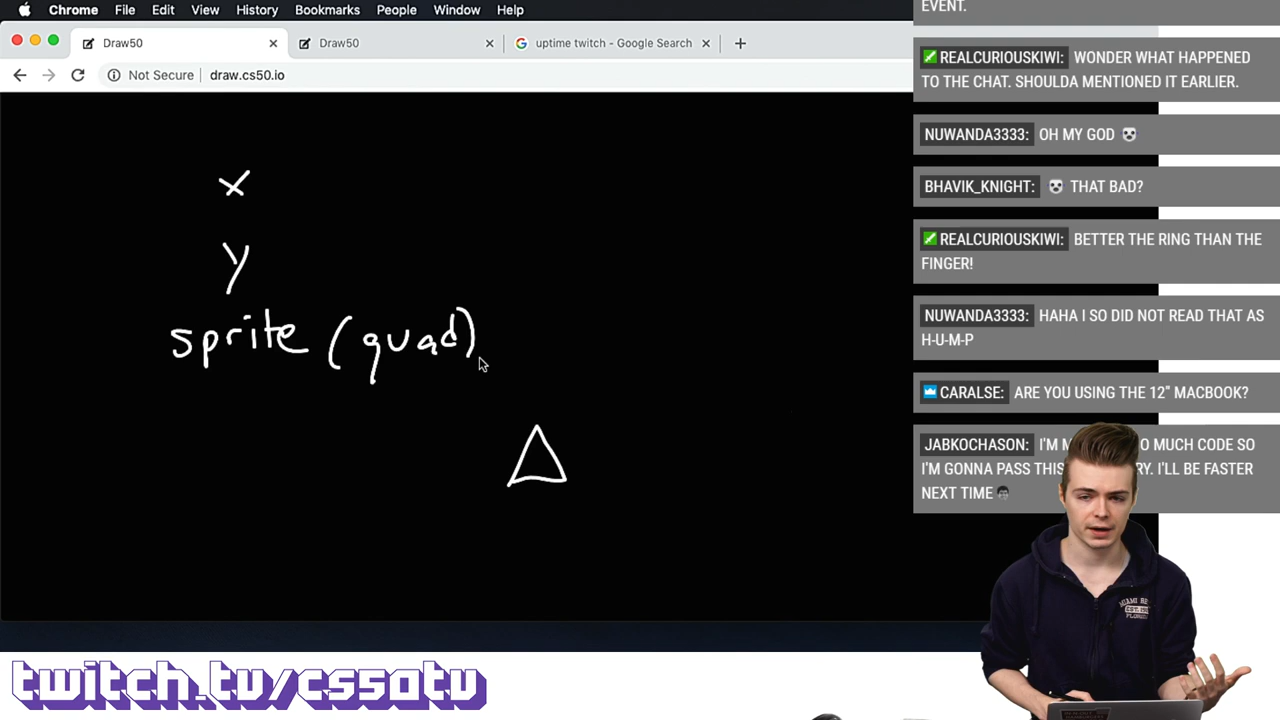 Chrome File Edit View History Bookmarks People Window Help
Draw50
Draw50
uptime twitch - Google Search
Not Secure draw.cs50.io
x
y
sprite (quad)
EVENT.
REALCURIOUSKIWI: WONDER WHAT HAPPENED
TO THE CHAT. SHOULDA MENTIONED IT EARLIER.
NUWANDA3333: OH MY GOD
BHAVIK_KNIGHT: THAT BAD?
REALCURIOUSKIWI: BETTER THE RING THAN THE
FINGER!
NUWANDA3333: HAHA I SO DID NOT READ THAT AS
H-U-M-P
CARALSE: ARE YOU USING THE 12" MACBOOK?
JABKOCHASON: I'M O MUCH CODE SO
I'M GONNA PASS THIS RY. I'LL BE FASTER
NEXT TIME
twitch.tv/cs50tv